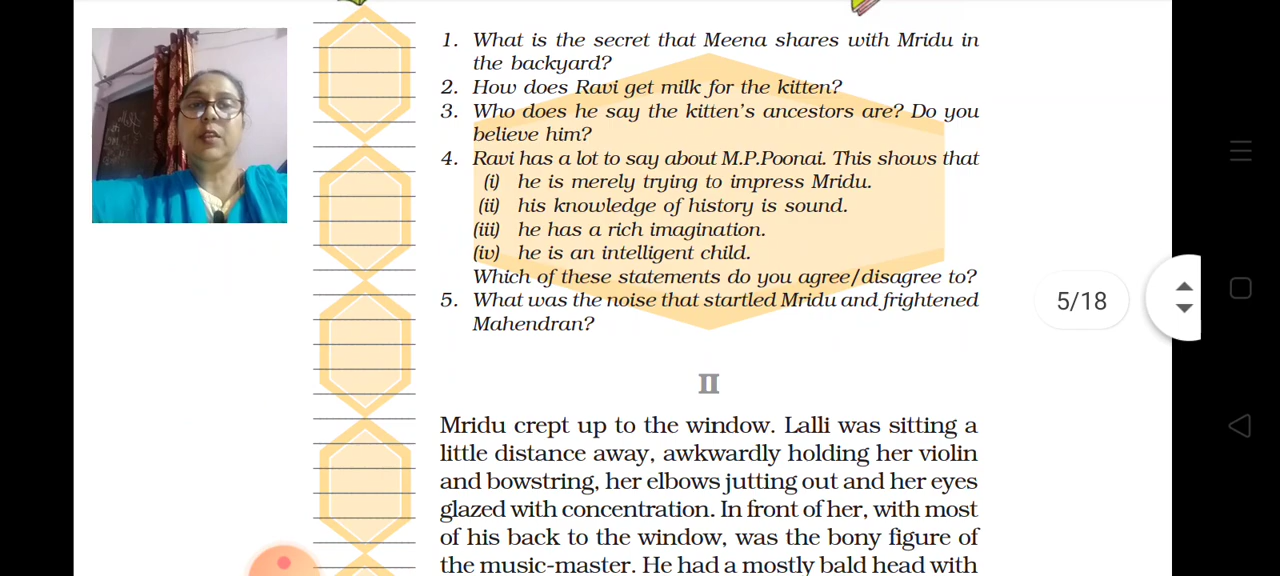 1. What is the secret that Meena shares with Mridu in
the backyard?
2. How does Ravi get milk for the kitten?
3. Who does he say the kitten's ancestors are? Do you
believe him?
4. Ravi has a lot to say about M.P.Poonai. This shows that
(i) he is merely trying to impress Mridu.
(ii) his knowledge of history is sound.
(iii) he has a rich imagination.
(iv) he is an intelligent child.
Which of these statements do you agree/disagree to?
5. What was the noise that startled Mridu and frightened
Mahendran?
5/18
II
Mridu crept up to the window. Lalli was sitting a
little distance away, awkwardly holding her violin
and bowstring, her elbows jutting out and her eyes
glazed with concentration. In front of her, with most
of his back to the window, was the bony figure of
the music-master. He had a mostly bald head with